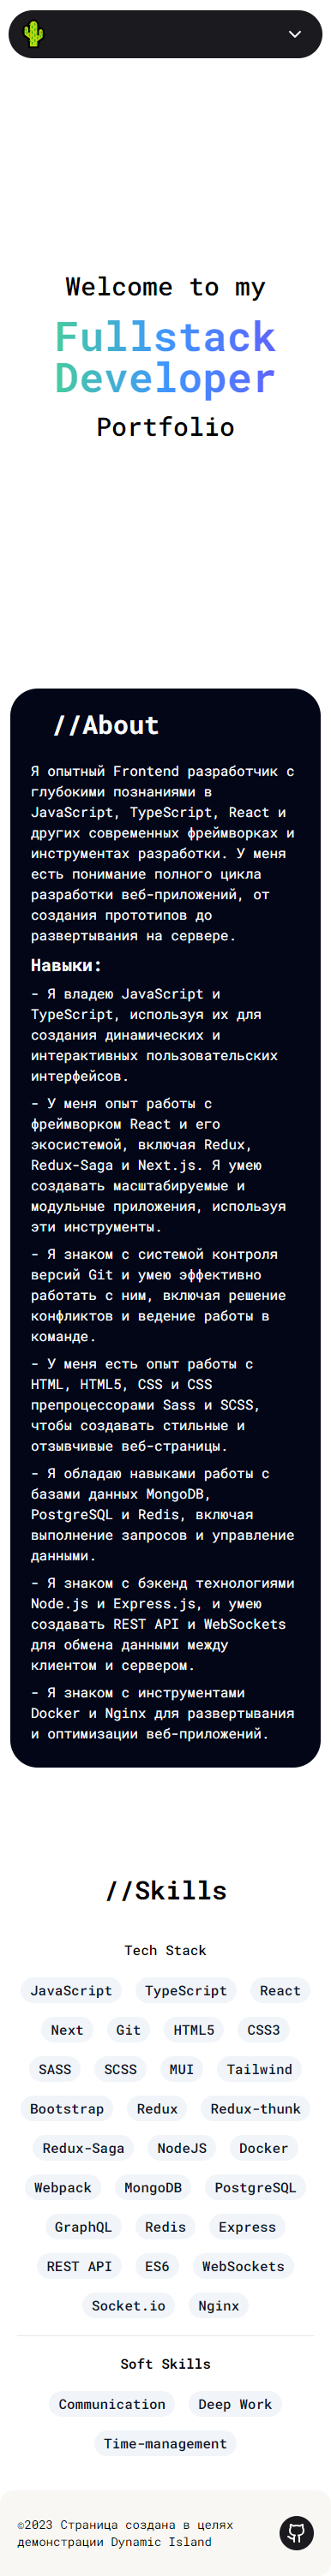 Welcome to my
Fullstack
Developer
Portfolio
//About
Я опытный Frontend разработчик с
глубокими познаниями в
JavaScript, TypeScript, React и
других современных фреймворках и
инструментах разработки. У меня
есть понимание полного цикла
разработки веб-приложений, от
создания прототипов до
развертывания на сервере.
Навыки:
- Я владею JavaScript и
TypeScript, используя их для
создания динамических и
интерактивных пользовательских
интерфейсов.
- У меня опыт работы с
фреймворком React и его
экосистемой, включая Redux,
Redux-Saga и Next.js. Я умею
создавать масштабируемые и
модульные приложения, используя
эти инструменты.
- Я знаком с системой контроля
версий Git и умею эффективно
работать с ним, включая решение
конфликтов и ведение работы в
команде.
- У меня есть опыт работы с
HTML, HTML5, CSS и CSS
препроцессорами Sass и SCSS,
чтобы создавать стильные и
отзывчивые веб-страницы.
- Я обладаю навыками работы с
базами данных MongoDB,
PostgreSQL и Redis, включая
выполнение запросов и управление
данными.
- Я знаком с бэкенд технологиями
Node.js и Express.js, и умею
создавать REST API и WebSockets
для обмена данными между
клиентом и сервером.
- Я знаком с инструментами
Docker и Nginx для развертывания
и оптимизации веб-приложений.
//Skills
Tech Stack
JavaScript TypeScript React
Next Git HTML5 CSS3
SASS SCSS MUI Tailwind
Bootstrap Redux Redux-thunk
Redux-Saga NodeJS Docker
Webpack MongoDB PostgreSQL
GraphQL Redis Express
REST API ES6 WebSockets
Socket.io Nginx
Soft Skills
Communication Deep Work
Time-management
©2023 Страница создана в целях
демонстрации Dynamic Island